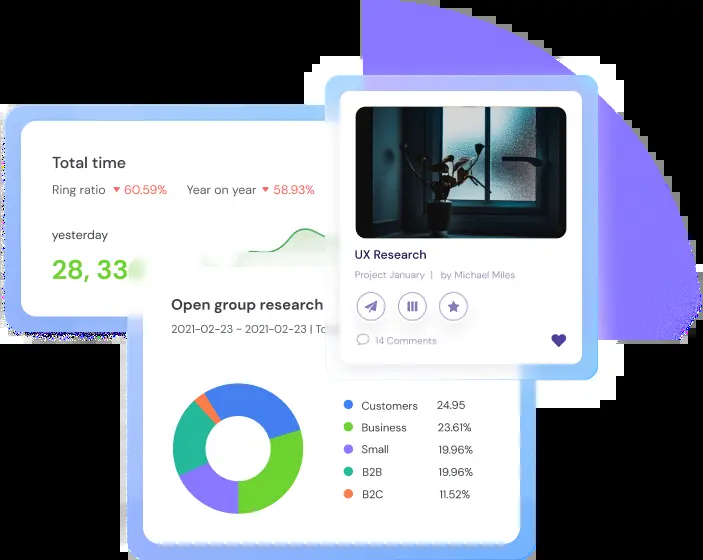 Total time
Ring ratio 60.59% Year on year 58.93%
yesterday
28, 33
UX Research
Project January | by Michael Miles
14 Comments
Open group research
2021-02-23 ~ 2021-02-23 | To
Customers 24.95
Business 23.61%
Small 19.96%
B2B 19.96%
B2C 11.52%